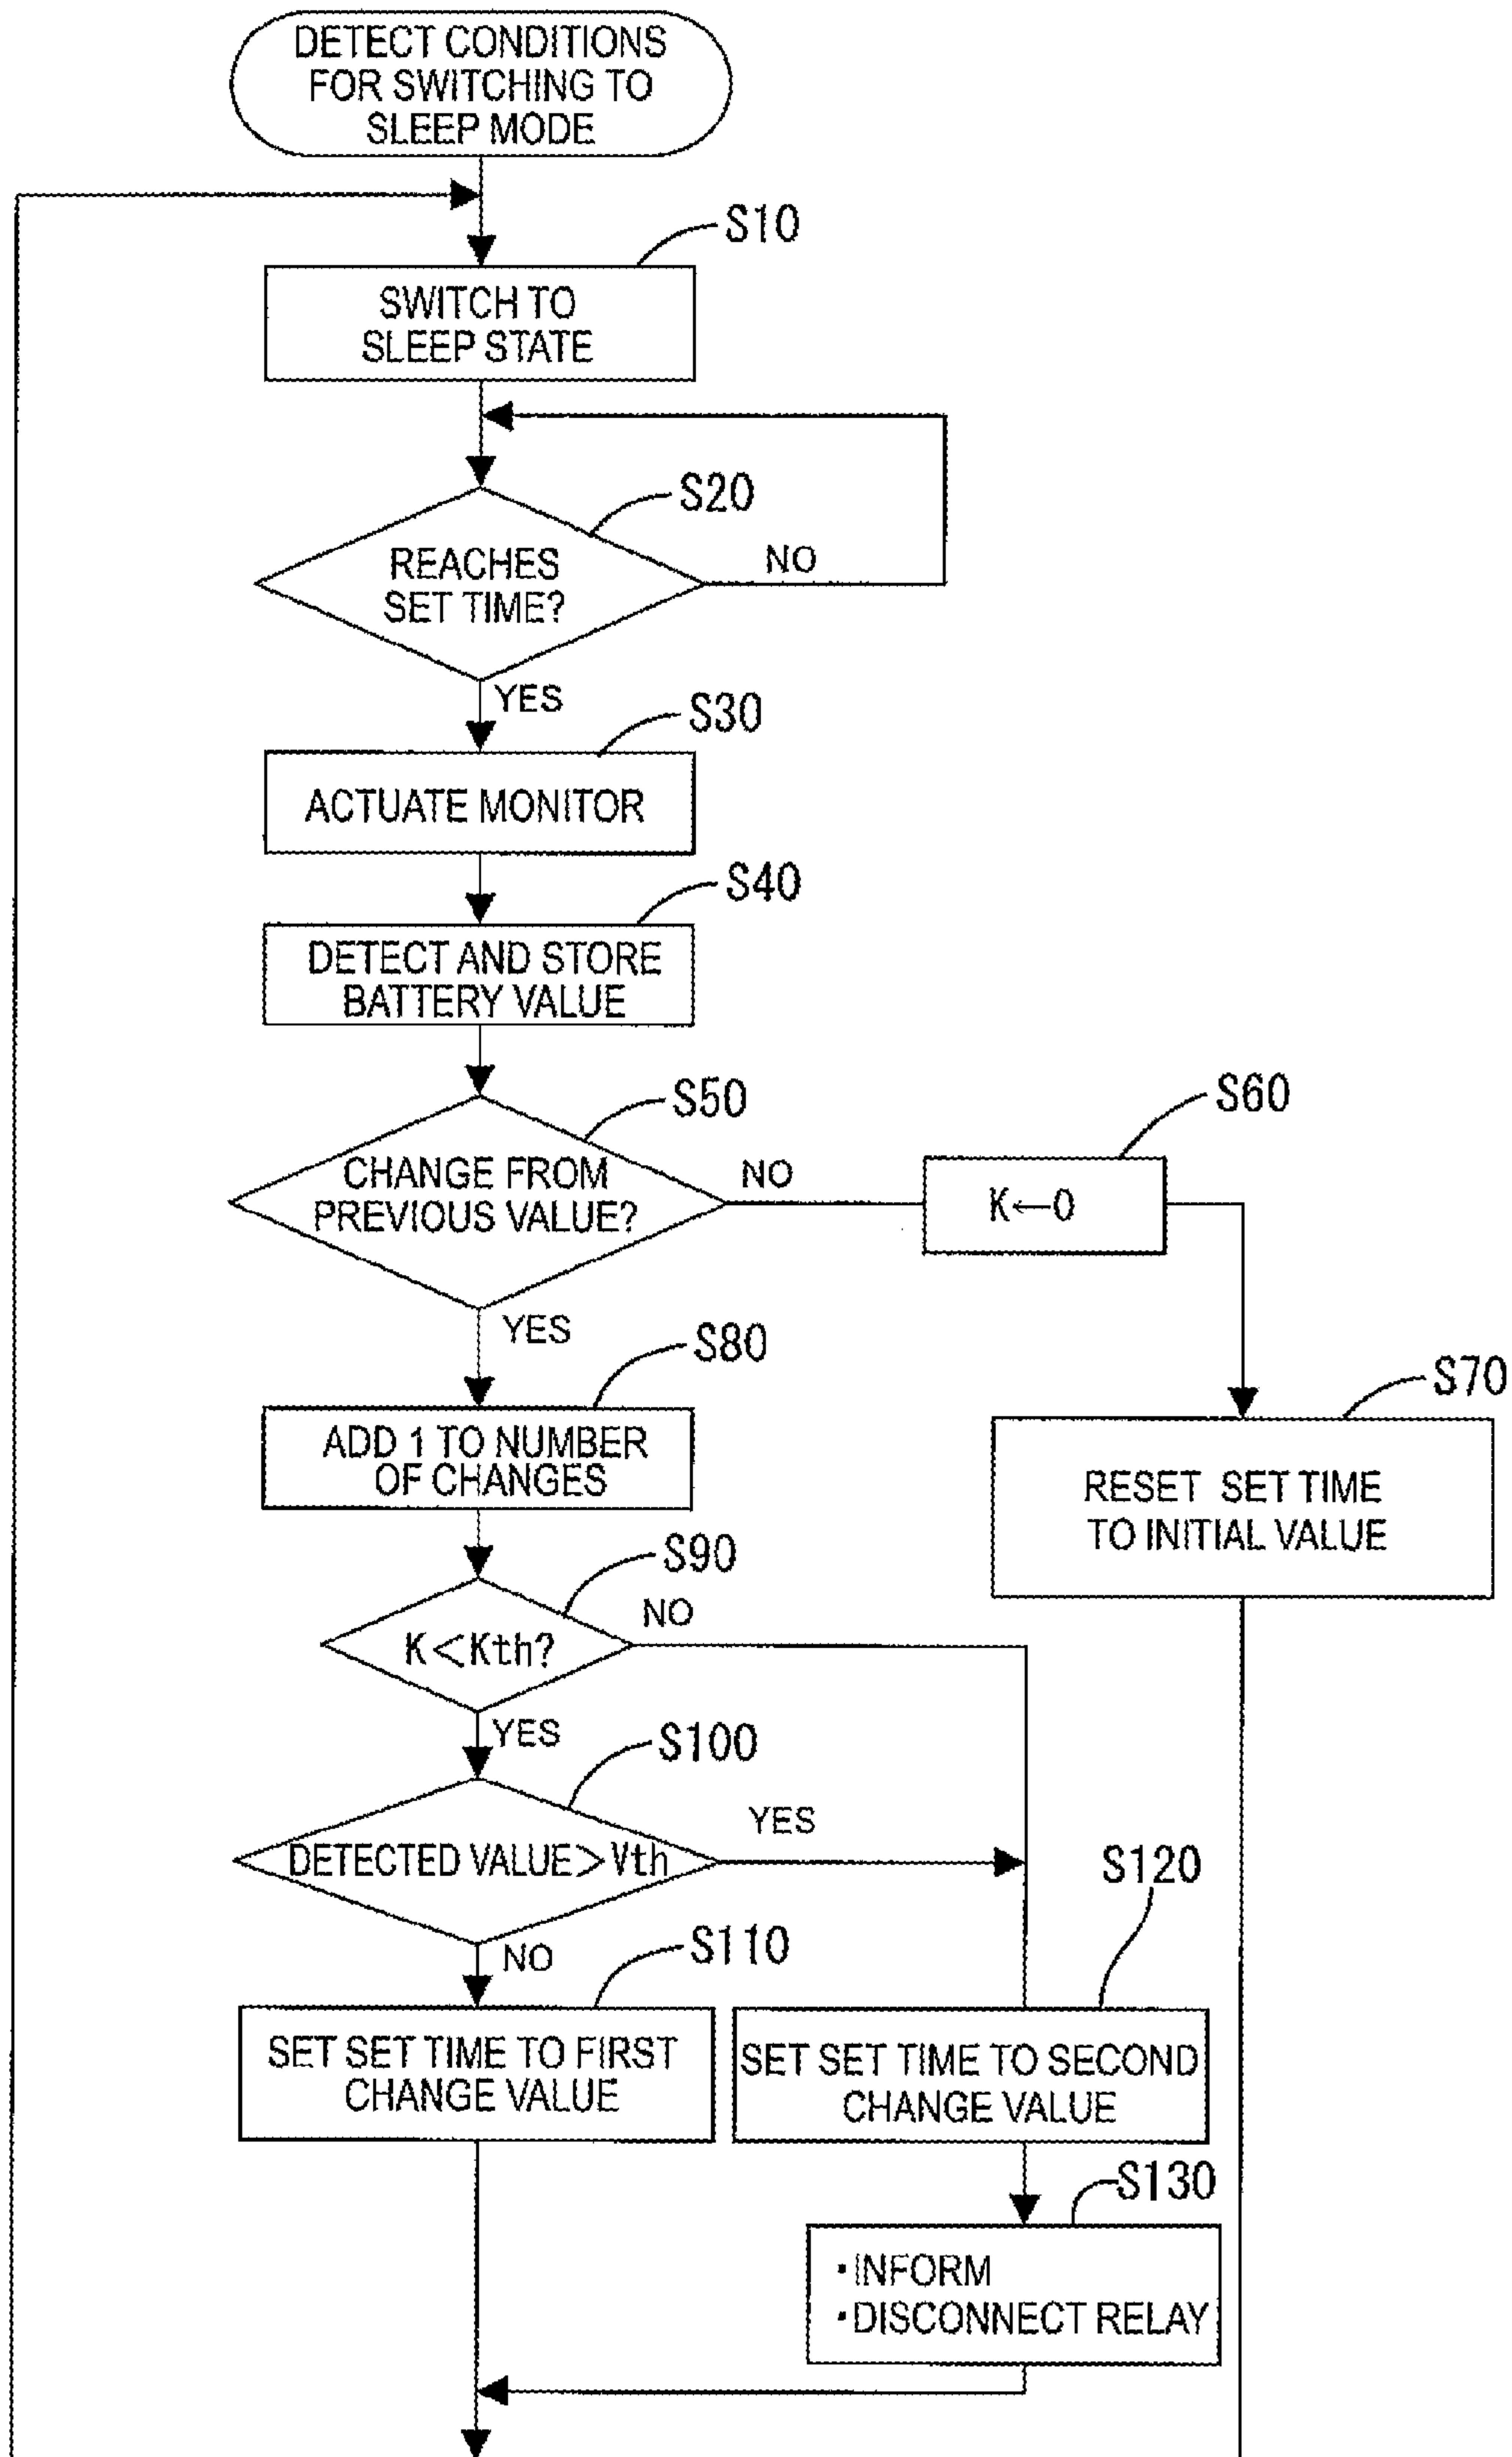 DETECT CONDITIONS
FOR SWITCHING TO
SLEEP MODE
S10
SWITCH TO
SLEEP STATE
S20
REACHES
SET TIME?
NO
YES
S30
ACTUATE MONITOR
S40
DETECT AND STORE
BATTERY VALUE
S50
CHANGE FROM
PREVIOUS VALUE?
NO
S60
K←0
YES
S80
ADD 1 TO NUMBER
OF CHANGES
S70
RESET SET TIME
TO INITIAL VALUE
S90
K<Kth?
NO
YES
S100
DETECTED VALUE>Vth
YES
NO
S110
SET SET TIME TO FIRST
CHANGE VALUE
S120
SET SET TIME TO SECOND
CHANGE VALUE
S130
・INFORM
・DISCONNECT RELAY